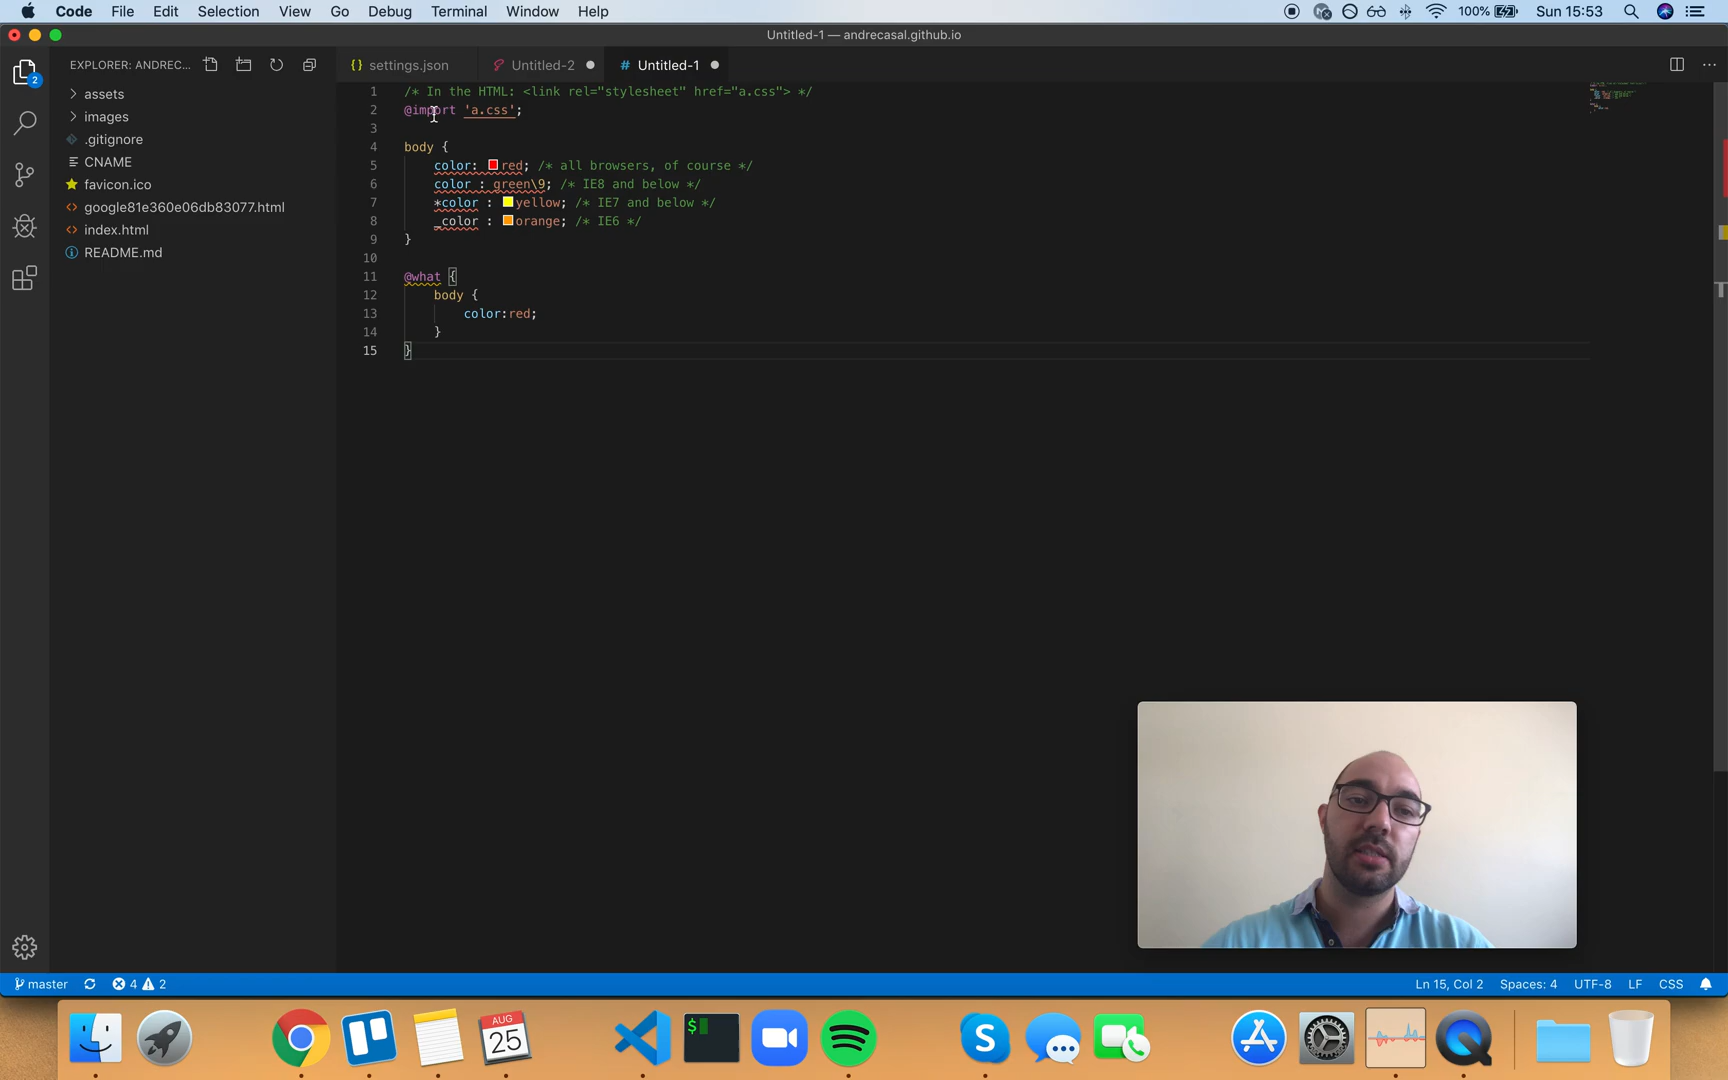 Code File Edit Selection View Go Debug Terminal Window Help
100% Sun 15:53
Untitled-1 — andrecasal.github.io
EXPLORER: ANDREC...
settings.json
Untitled-2
# Untitled-1
2
assets
images
.gitignore
CNAME
favicon.ico
google81e360e06db83077.html
index.html
README.md
1 /* In the HTML: <link rel="stylesheet" href="a.css"> */
2 @import 'a.css';
3
4 body {
5 color: red; /* all browsers, of course */
6 color : green\9; /* IE8 and below */
7 *color : yellow; /* IE7 and below */
8 _color : orange; /* IE6 */
9 }
10
11 @what {
12 body {
13 color:red;
14 }
15 }
master 4 2
Ln 15, Col 2 Spaces: 4 UTF-8 LF CSS
AUG
25
$